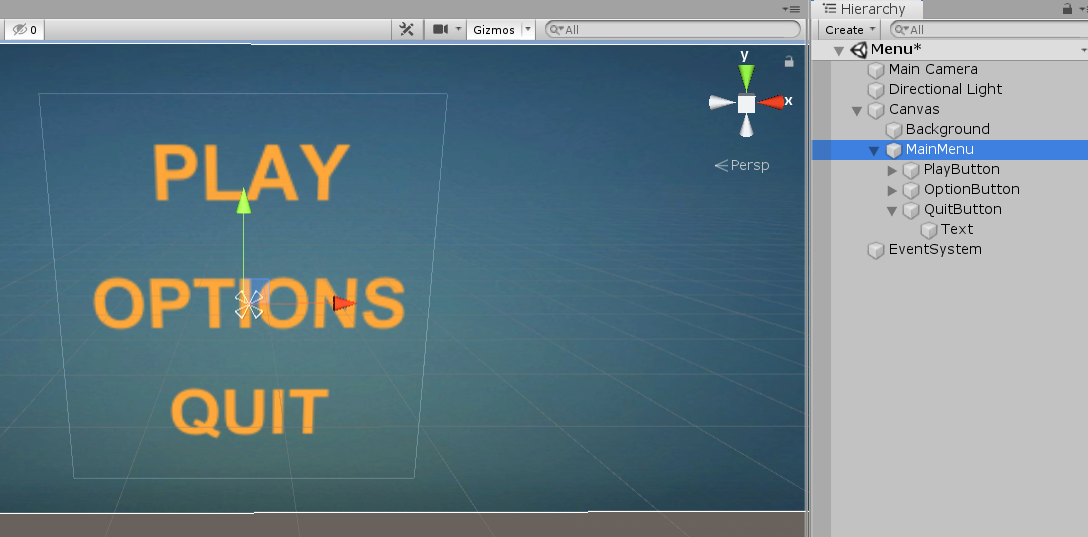 Hierarchy
0
Gizmos
All
Create
All
Menu*
Main Camera
Directional Light
Canvas
Background
MainMenu
PlayButton
OptionButton
QuitButton
Text
EventSystem
y
x
Persp
PLAY
OPTIONS
QUIT